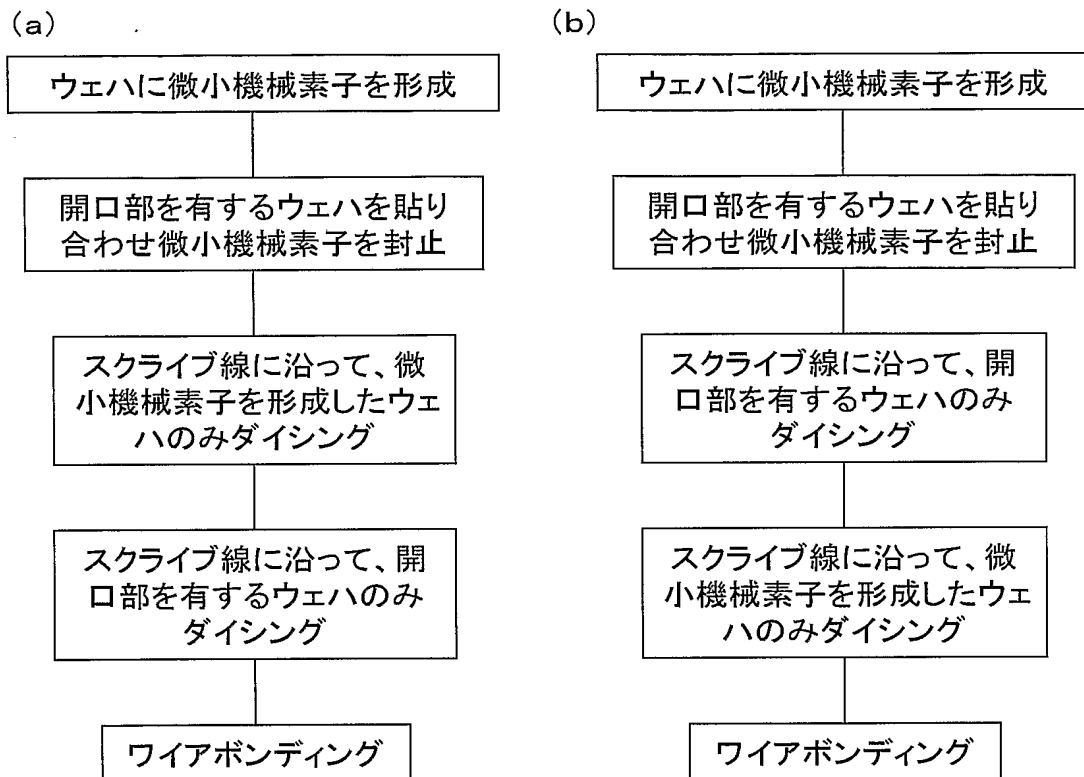 (a)
ウェハに微小機械素子を形成
開口部を有するウェハを貼り
合わせ微小機械素子を封止
スクライブ線に沿って、微
小機械素子を形成したウェ
ハのみダイシング
スクライブ線に沿って、開
口部を有するウェハのみ
ダイシング
ワイアボンディング
(b)
ウェハに微小機械素子を形成
開口部を有するウェハを貼り
合わせ微小機械素子を封止
スクライブ線に沿って、開
口部を有するウェハのみ
ダイシング
スクライブ線に沿って、微
小機械素子を形成したウェ
ハのみダイシング
ワイアボンディング